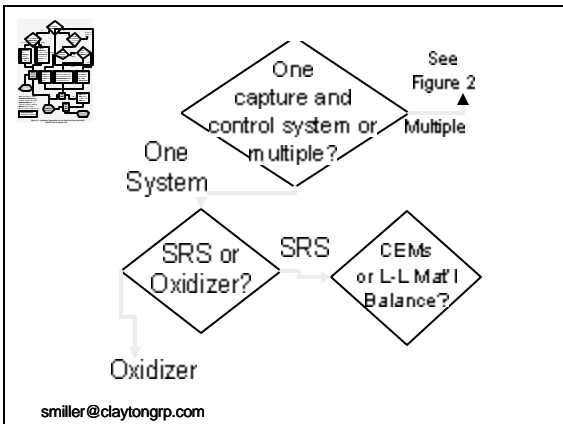 One
capture and
control system or
multiple?
See
Figure 2
Multiple
One
System
SRS or
Oxidizer?
SRS
CEMs
or L-L Mat'l
Balance?
Oxidizer
smiller@claytongrp.com